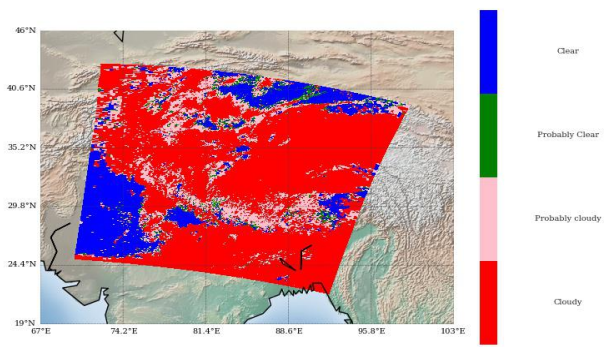 46°N
40.6°N
35.2°N
29.8°N
24.4°N
19°N
67°E 74.2°E 81.4°E 88.6°E 95.8°E 103°E
Clear
Probably Clear
Probably cloudy
Cloudy